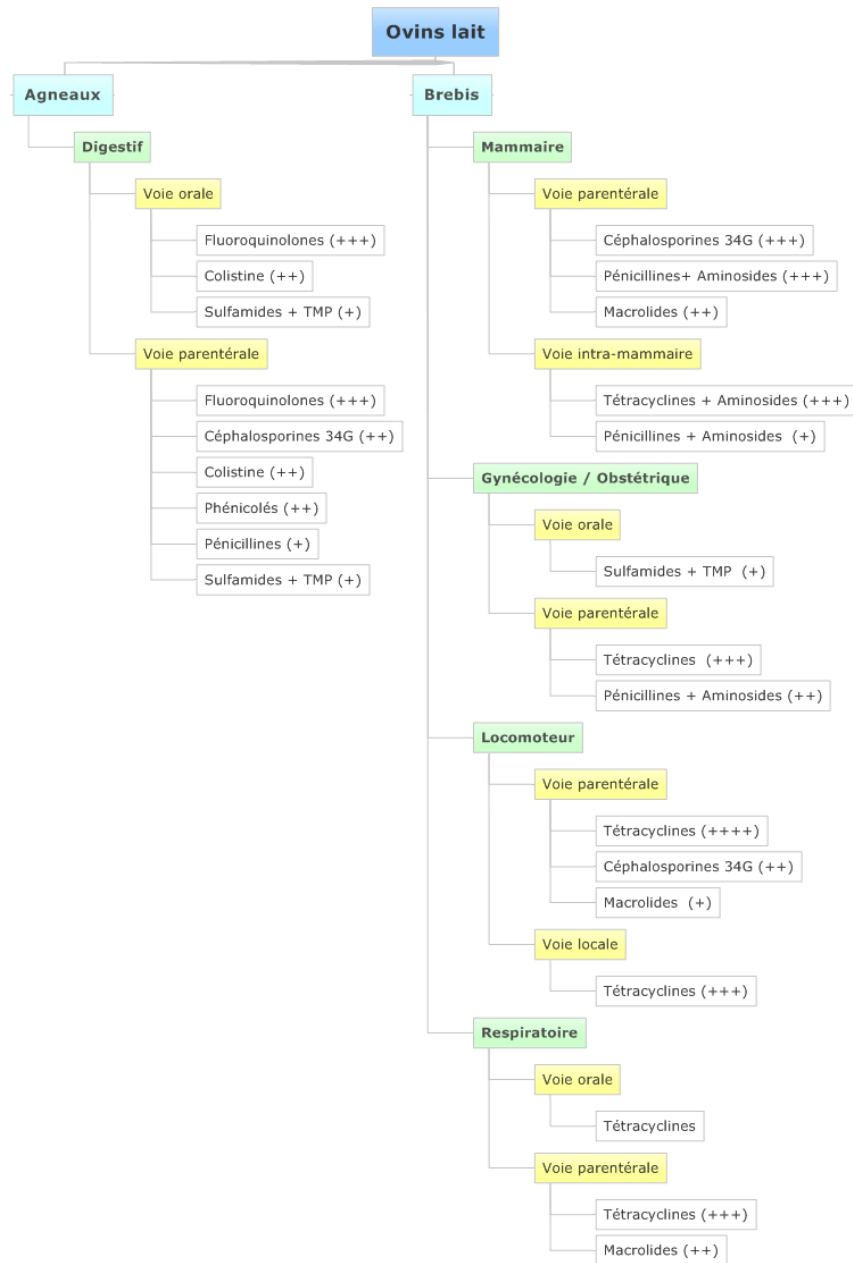 Ovins lait
Agneaux
Digestif
Voie orale
Fluoroquinolones (+++)
Colistine (++)
Sulfamides + TMP (+)
Voie parentérale
Fluoroquinolones (+++)
Céphalosporines 34G (++)
Colistine (++)
Phénicolés (++)
Pénicillines (+)
Sulfamides + TMP (+)
Brebis
Mammaire
Voie parentérale
Céphalosporines 34G (+++)
Pénicillines+ Aminosides (+++)
Macrolides (++)
Voie intra-mammaire
Tétracyclines + Aminosides (+++)
Pénicillines + Aminosides (+)
Gynécologie / Obstétrique
Voie orale
Sulfamides + TMP (+)
Voie parentérale
Tétracyclines (+++)
Pénicillines + Aminosides (++)
Locomoteur
Voie parentérale
Tétracyclines (++++)
Céphalosporines 34G (++)
Macrolides (+)
Voie locale
Tétracyclines (+++)
Respiratoire
Voie orale
Tétracyclines
Voie parentérale
Tétracyclines (+++)
Macrolides (++)